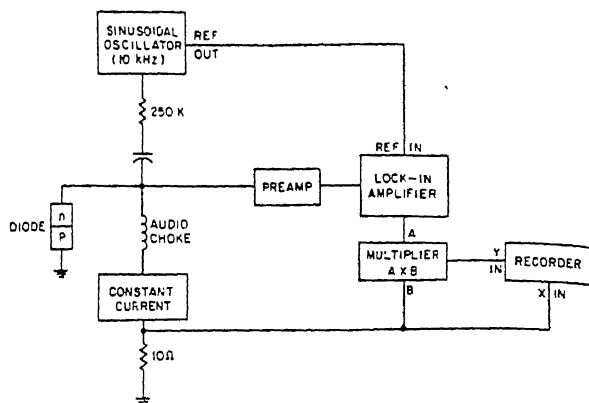 SINUSOIDAL
OSCILLATOR
(10 kHz)
REF
OUT
250 K
REF IN
LOCK-IN
AMPLIFIER
PREAMP
DIODE
n
P
AUDIO
CHOKE
A
MULTIPLIER
A X B
B
Y
IN
RECORDER
X IN
CONSTANT
CURRENT
10Ω